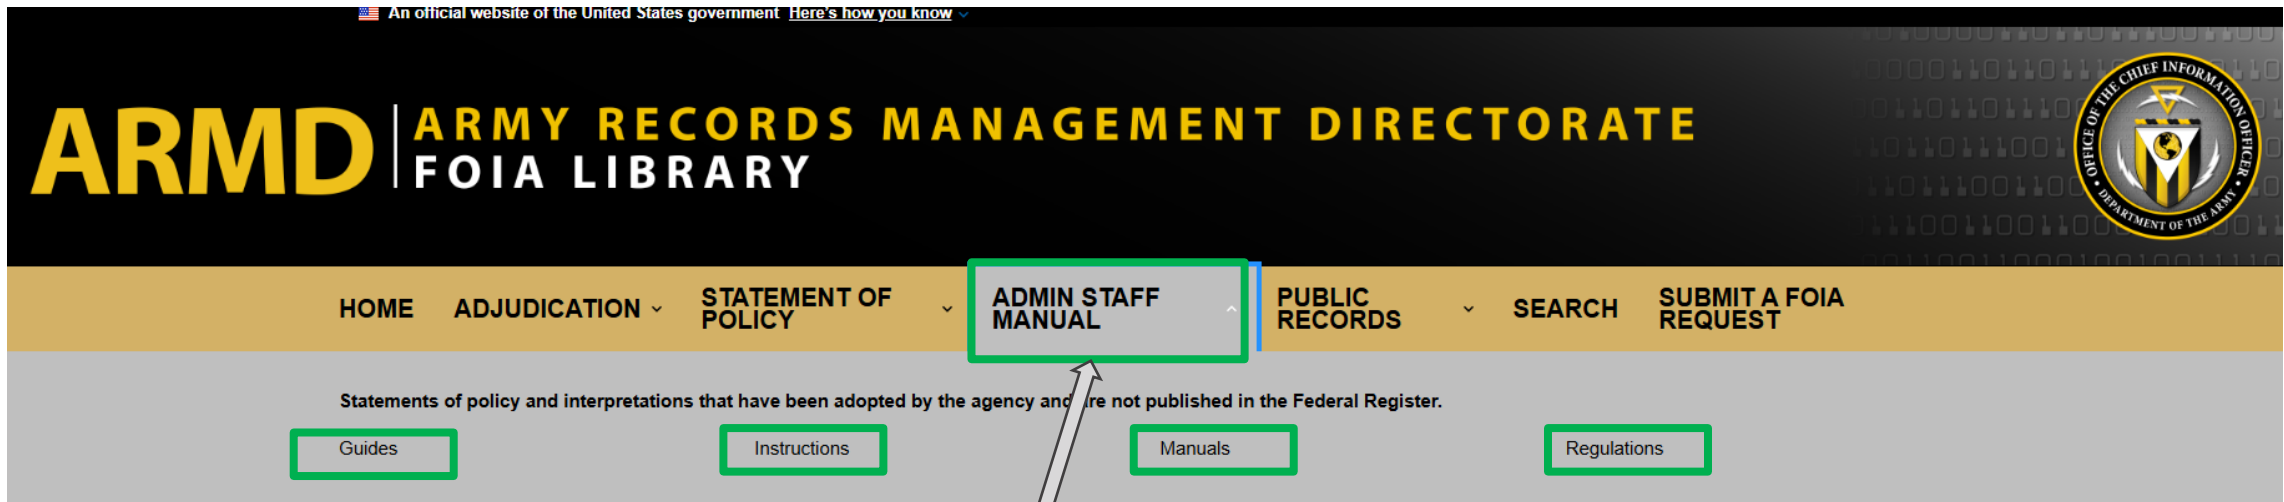 An official website of the United States government Here's how you know
ARMD
ARMY RECORDS MANAGEMENT DIRECTORATE
FOIA LIBRARY
OFFICE OF THE CHIEF INFORMATION OFFICER
DEPARTMENT OF THE ARMY
HOME
ADJUDICATION
STATEMENT OF
POLICY
ADMIN STAFF
MANUAL
PUBLIC
RECORDS
SEARCH
SUBMIT A FOIA
REQUEST
Statements of policy and interpretations that have been adopted by the agency and are not published in the Federal Register.
Guides
Instructions
Manuals
Regulations